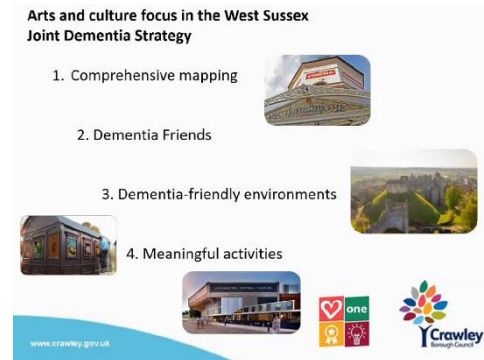 Arts and culture focus in the West Sussex
Joint Dementia Strategy
1. Comprehensive mapping
2. Dementia Friends
3. Dementia-friendly environments
4. Meaningful activities
one
www.crawley.gov.uk
Crawley
Borough Council